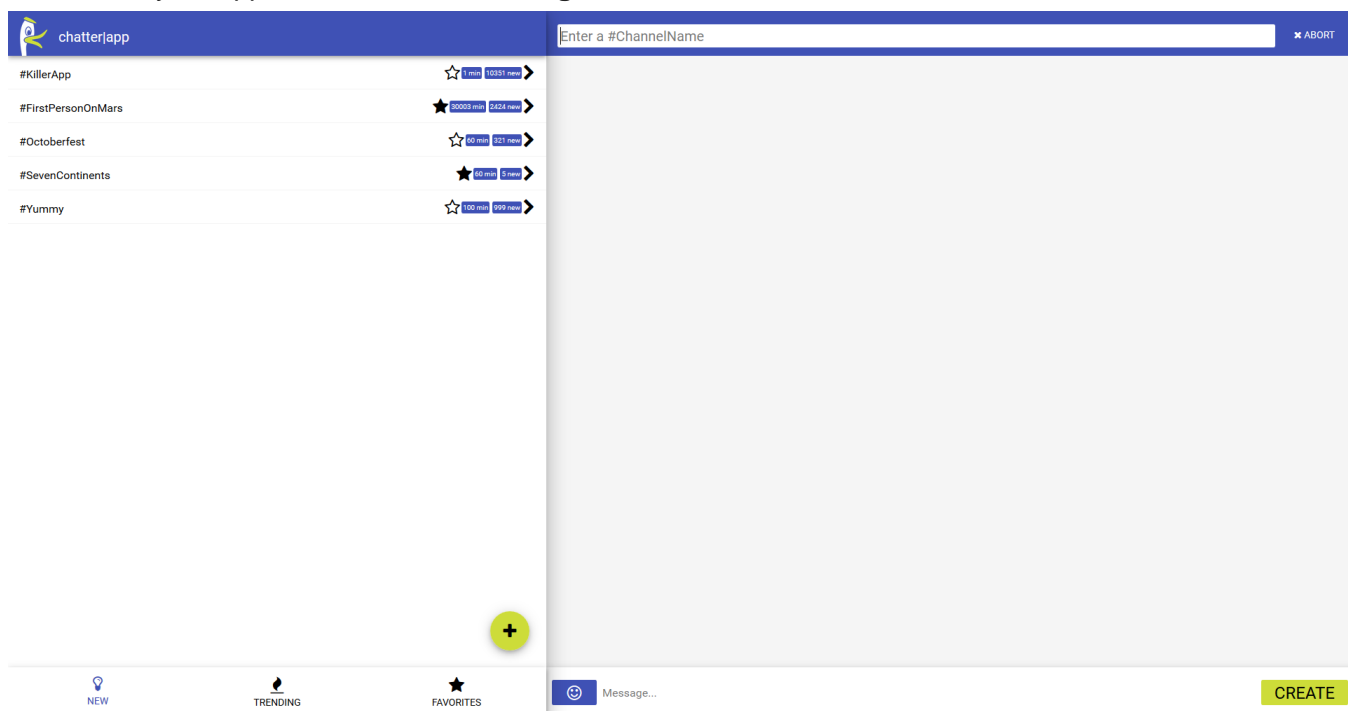 chatter|app
Enter a #ChannelName
✖ ABORT
#KillerApp 1 min 10351 new
#FirstPersonOnMars 30003 min 2424 new
#Octoberfest 60 min 321 new
#SevenContinents 60 min 5 new
#Yummy 100 min 999 new
NEW
TRENDING
FAVORITES
Message...
CREATE